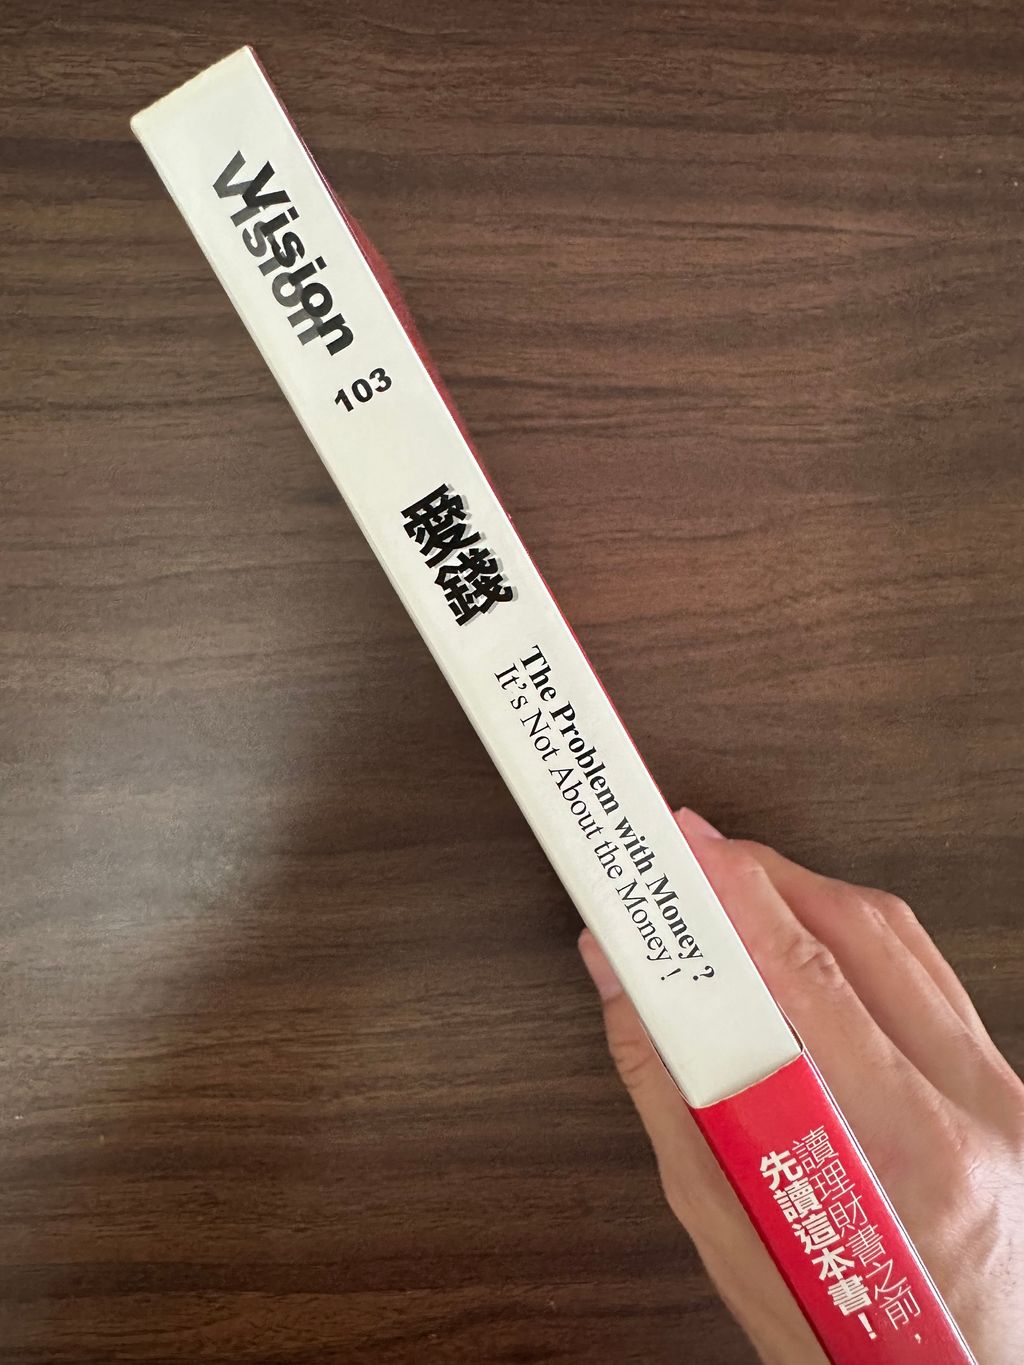 Vision
Vision
103
愛錢
The Problem with Money ?
It's Not About the Money !
讀理財書之前，
先讀這本書！